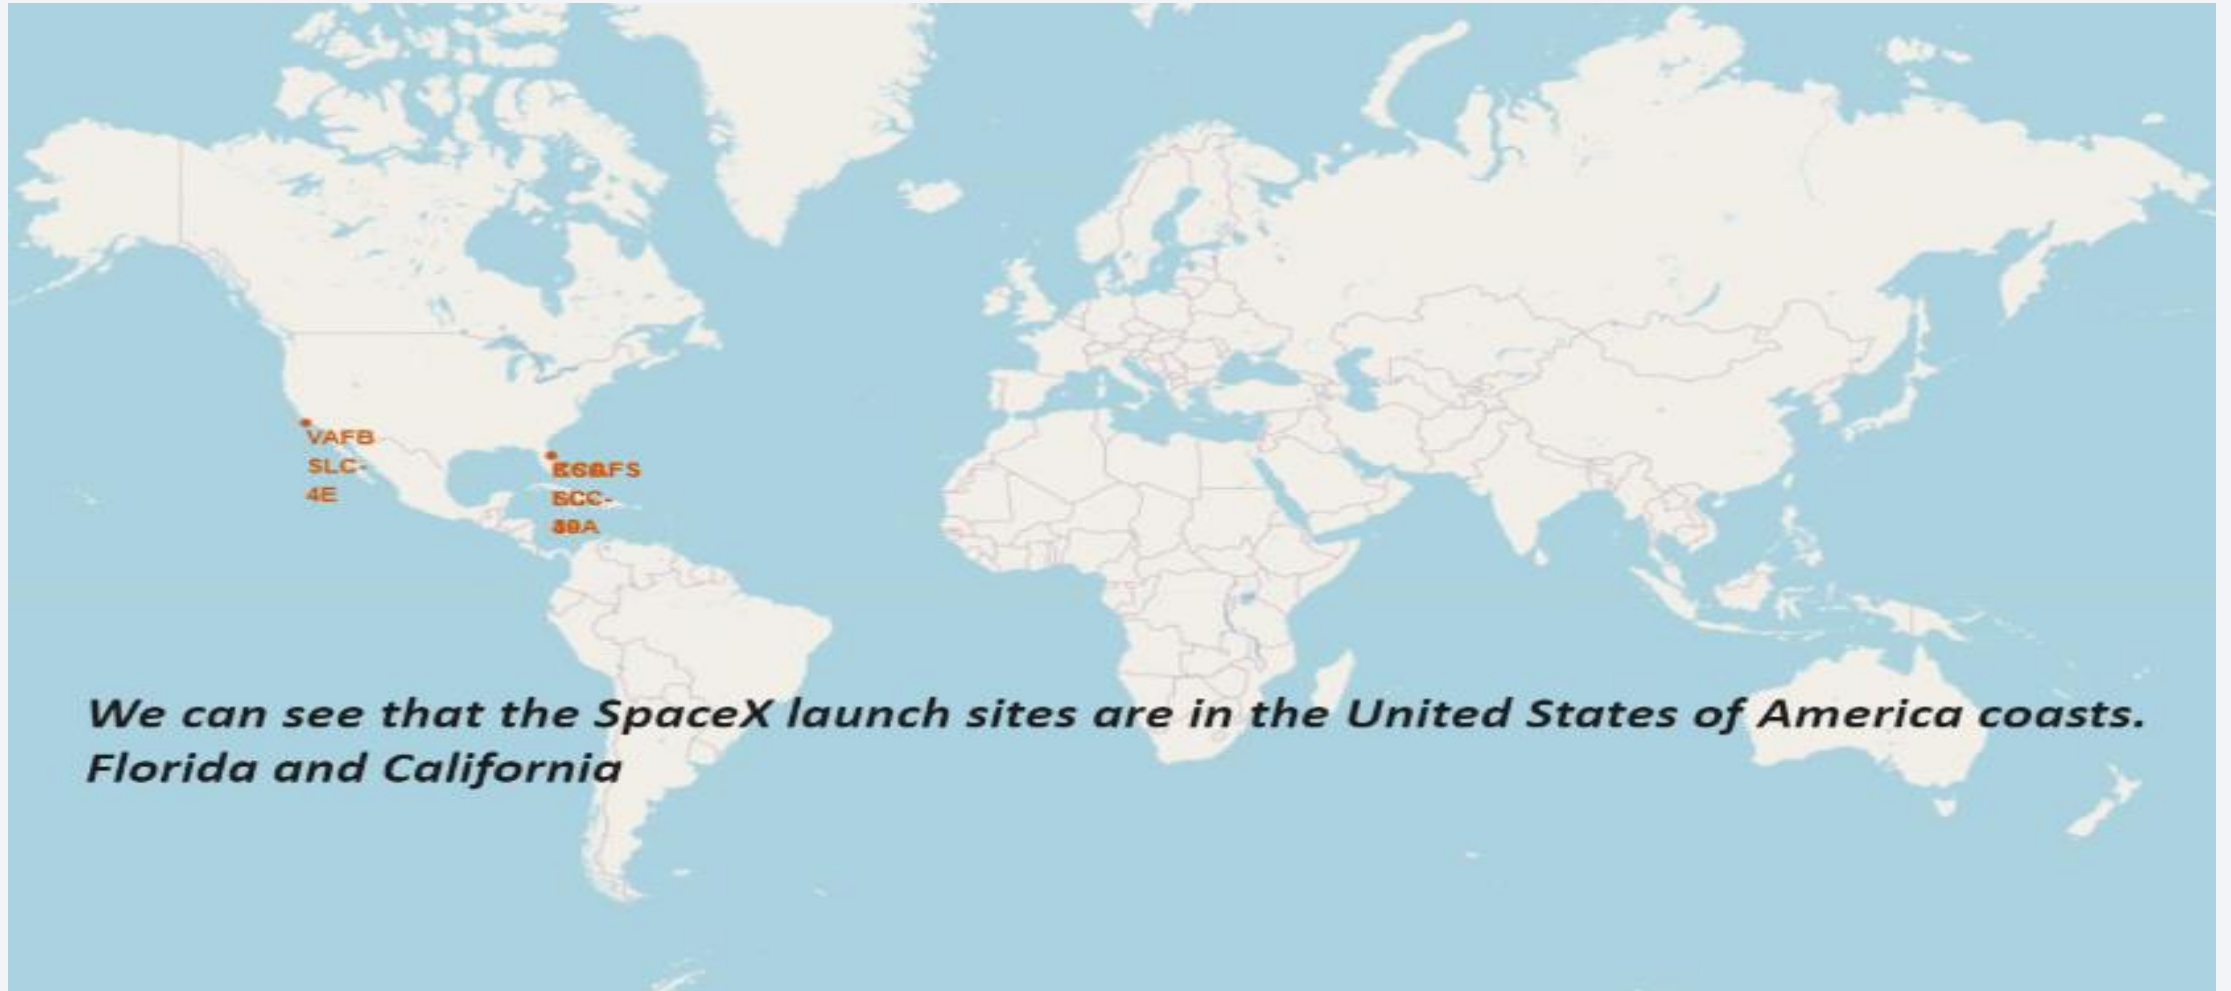 VAFB
SLC-
4E
We can see that the SpaceX launch sites are in the United States of America coasts.
Florida and California